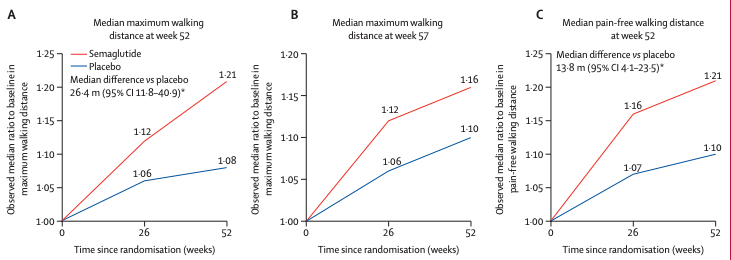 A
Median maximum walking
distance at week 52
Observed median ratio to baseline in
maximum walking distance
1·25
1·20
1·15
1·10
1·05
1·00
Semaglutide
Placebo
Median difference vs placebo
26·4 m (95% CI 11·8–40·9)*
1·21
1·12
1·06
1·08
0
26
52
Time since randomisation (weeks)
B
Median maximum walking
distance at week 57
Observed median ratio to baseline in
maximum walking distance
1·20
1·15
1·10
1·05
1·00
1·16
1·12
1·10
1·06
0
26
52
Time since randomisation (weeks)
C
Median pain-free walking distance
at week 52
Observed median ratio to baseline in
pain-free walking distance
1·25
1·20
1·15
1·10
1·05
1·00
Median difference vs placebo
13·8 m (95% CI 4·1–23·5)*
1·21
1·16
1·10
1·07
0
26
52
Time since randomisation (weeks)